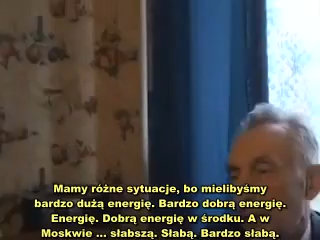 Mamy różne sytuacje, bo mielibyśmy
bardzo dużą energię. Bardzo dobrą energię.
Energię. Dobrą energię w środku. A w
Moskwie ... słabszą. Słabą. Bardzo słabą.